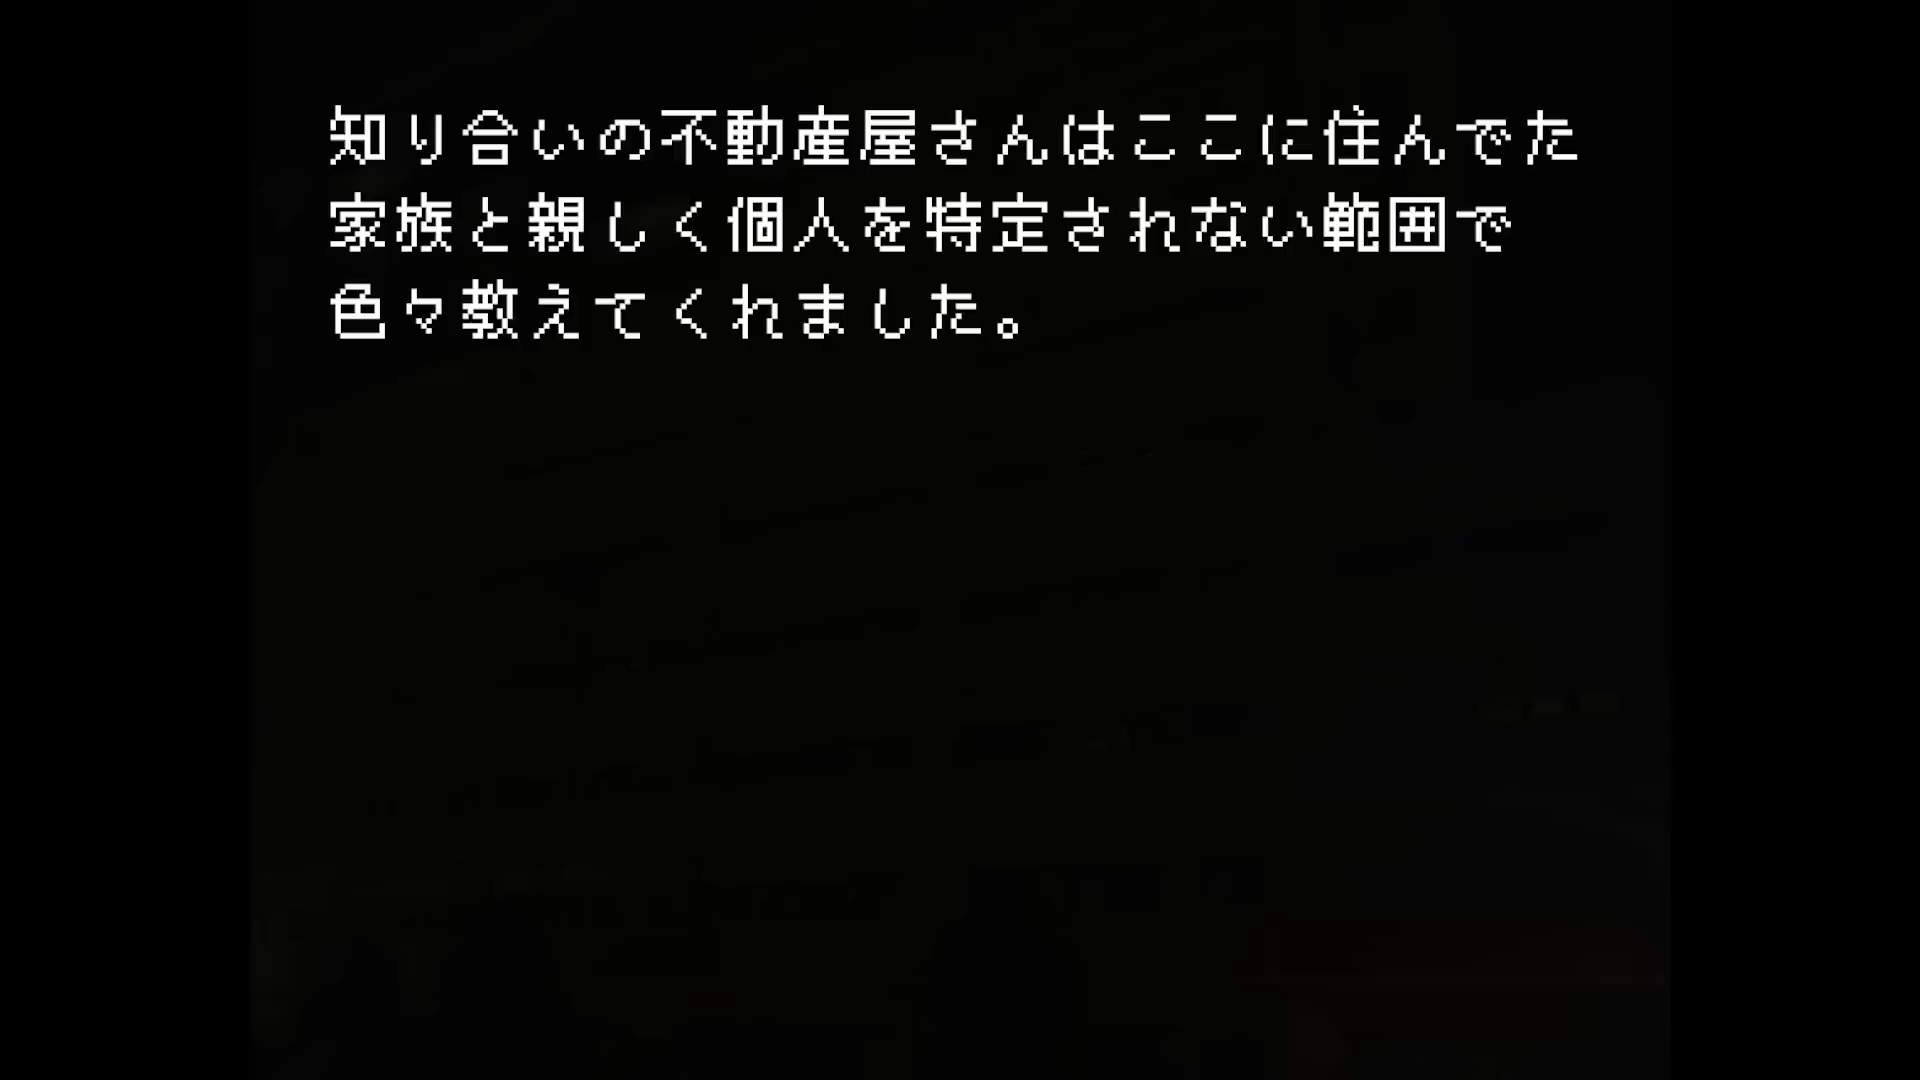 知り合いの不動産屋さんはここに住んでた
家族と親しく個人を特定されない範囲で
色々教えてくれました。